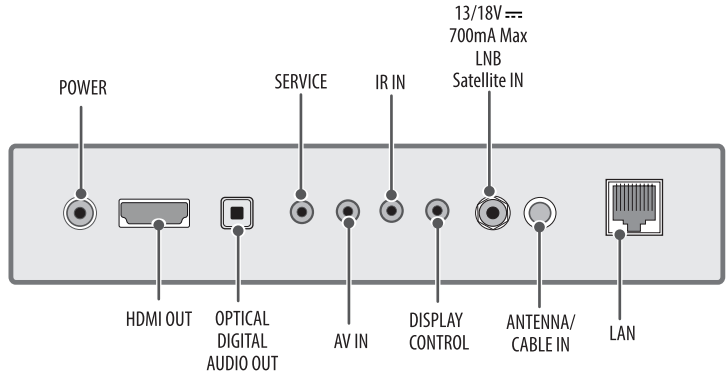 POWER
SERVICE
IR IN
13/18V ⎓
700mA Max
LNB
Satellite IN
HDMI OUT
OPTICAL
DIGITAL
AUDIO OUT
AV IN
DISPLAY
CONTROL
ANTENNA/
CABLE IN
LAN